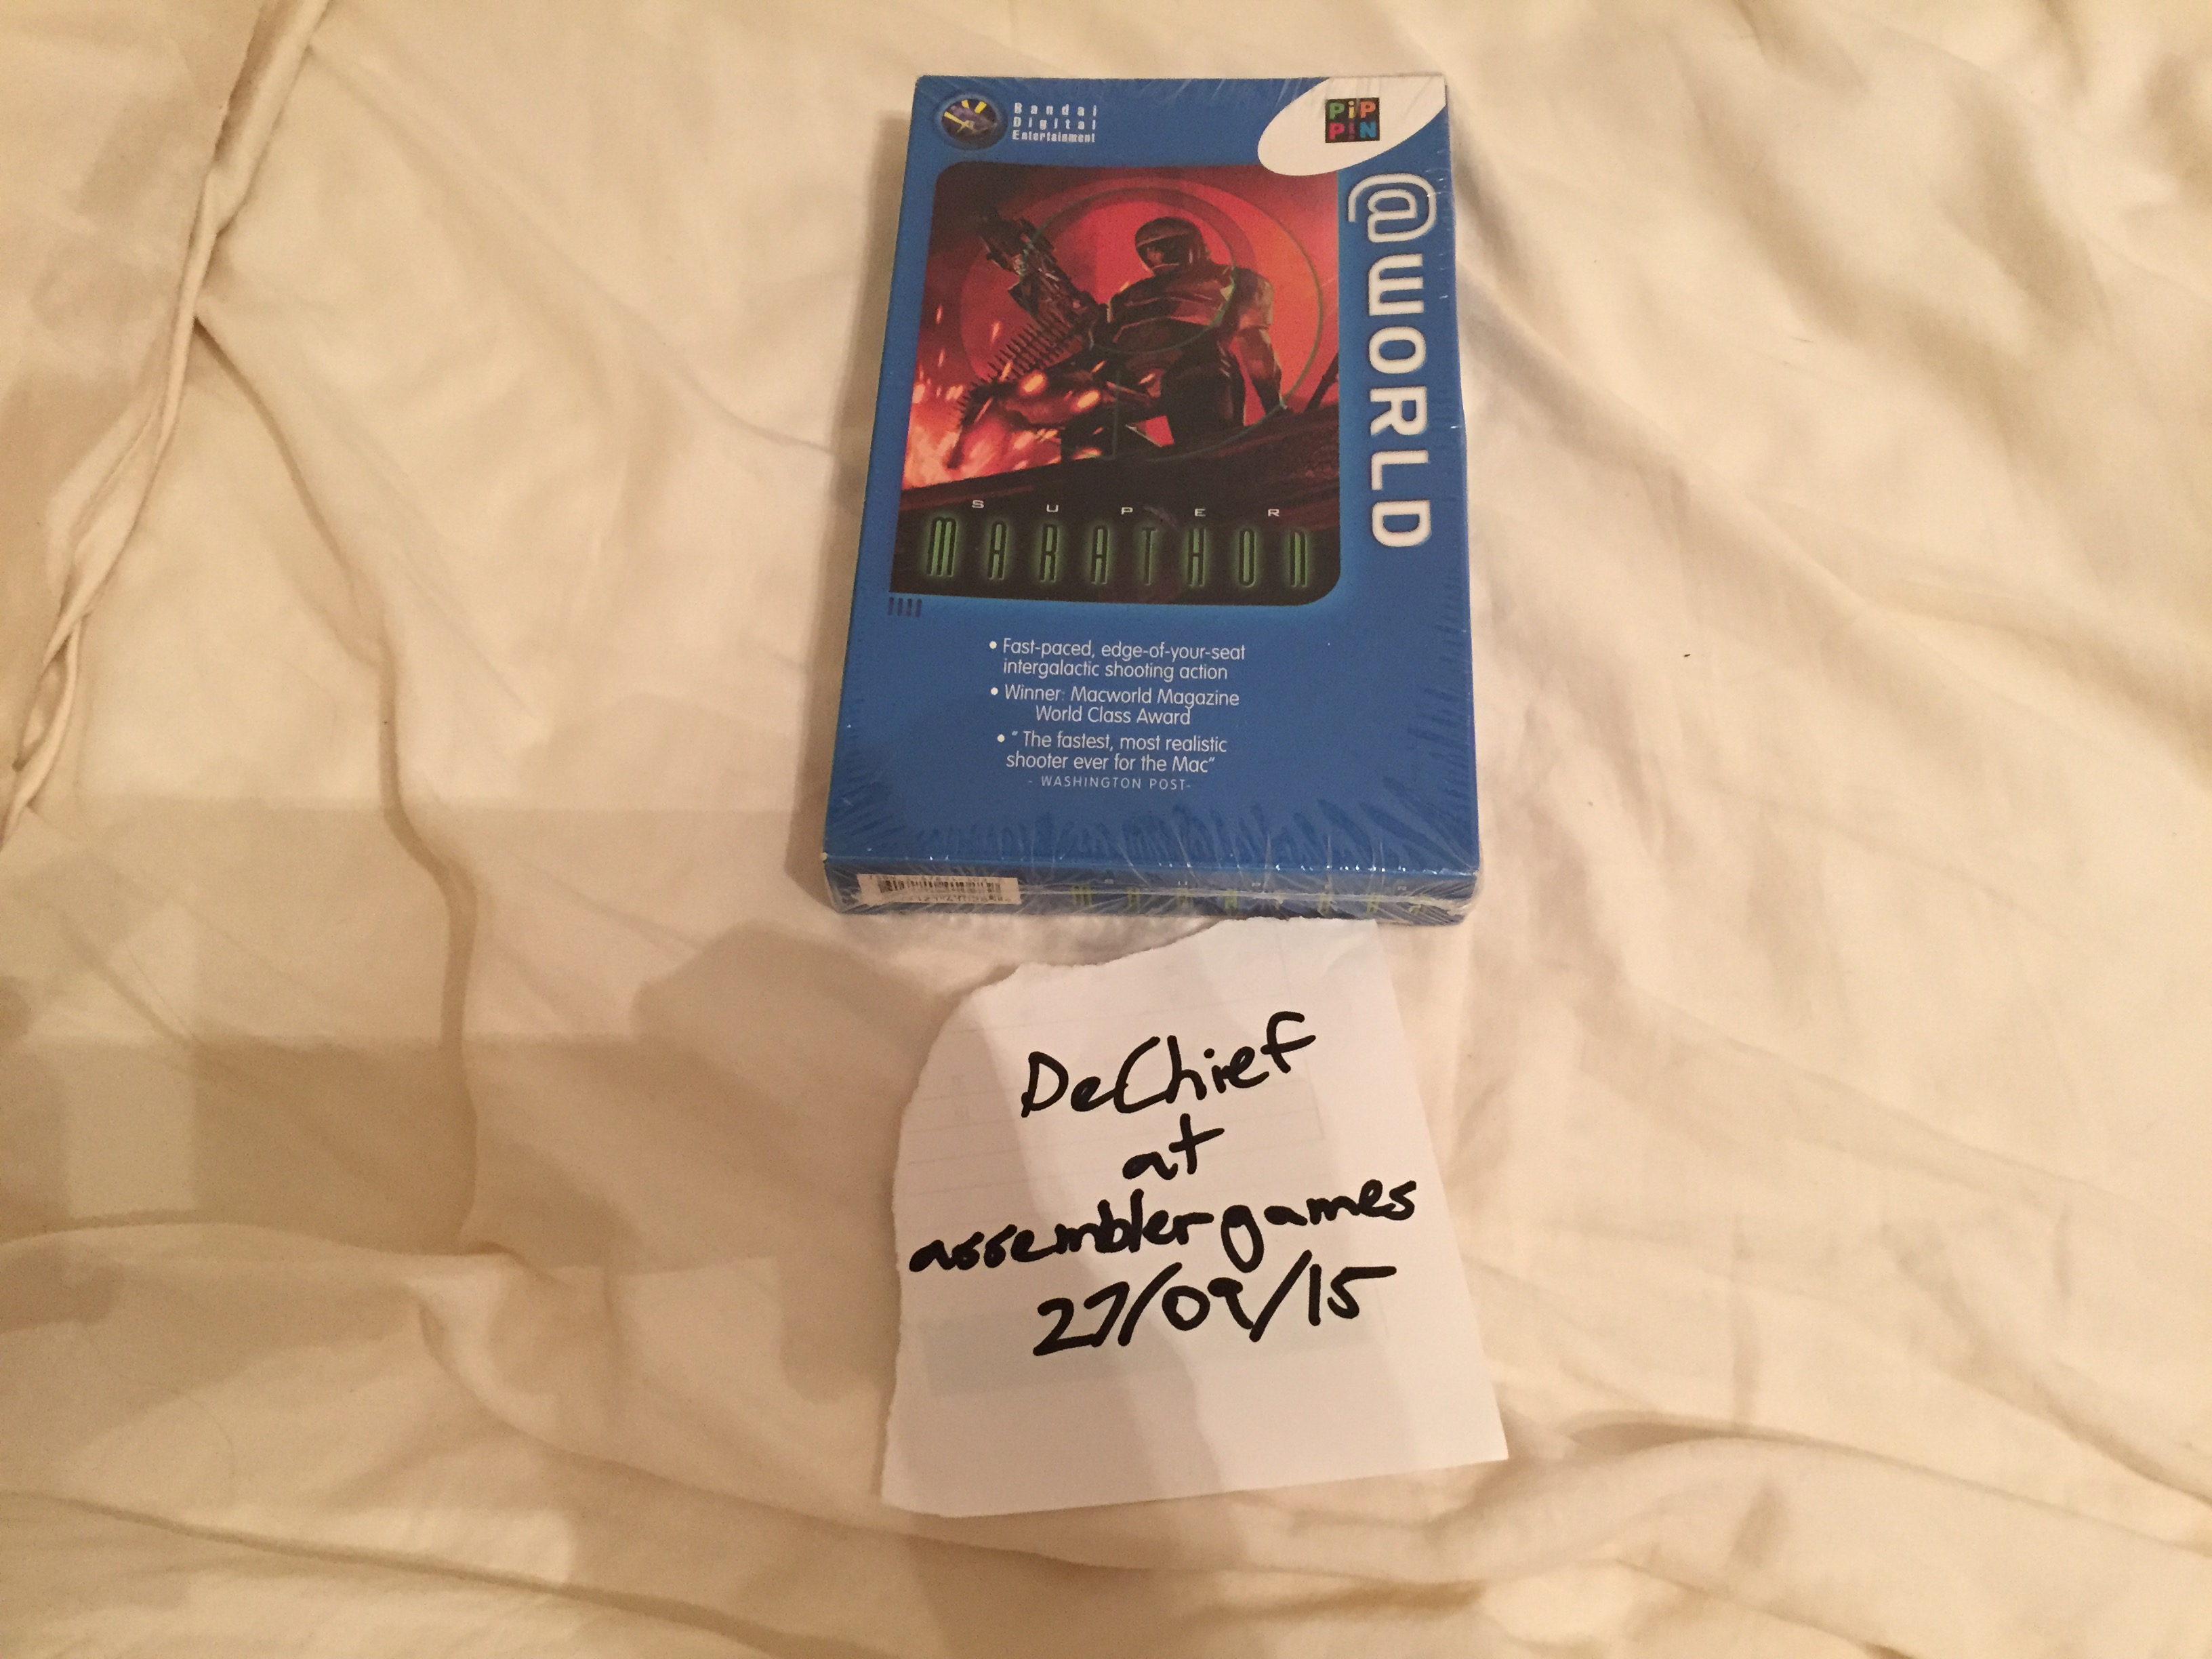 Bandai
Digital
Entertainment
PiP
PiN
@WORLD
SUPER
MARATHON
• Fast-paced, edge-of-your-seat
intergalactic shooting action
• Winner: Macworld Magazine
World Class Award
• " The fastest, most realistic
shooter ever for the Mac"
- WASHINGTON POST-
DeChief
at
assemblergames
27/09/15